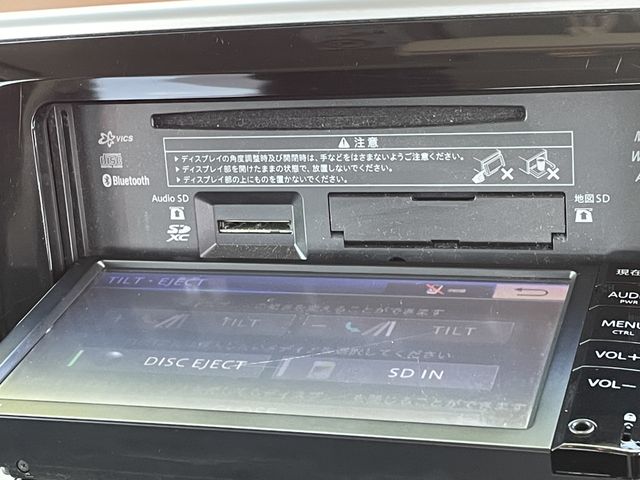 VICS
Bluetooth
注意
ディスプレイの角度調整時及び開閉時は、手などをはさまないようご注意ください。
ディスプレイ部を開けたままの状態で、放置しないでください。
ディスプレイ部の上にものを置かないでください。
Audio SD
SD XC
地図SD
TILT・EJECT
TILT
TILT
DISC EJECT
SD IN
現在
AUD
PWR
MENU
CTRL
VOL+
VOL−